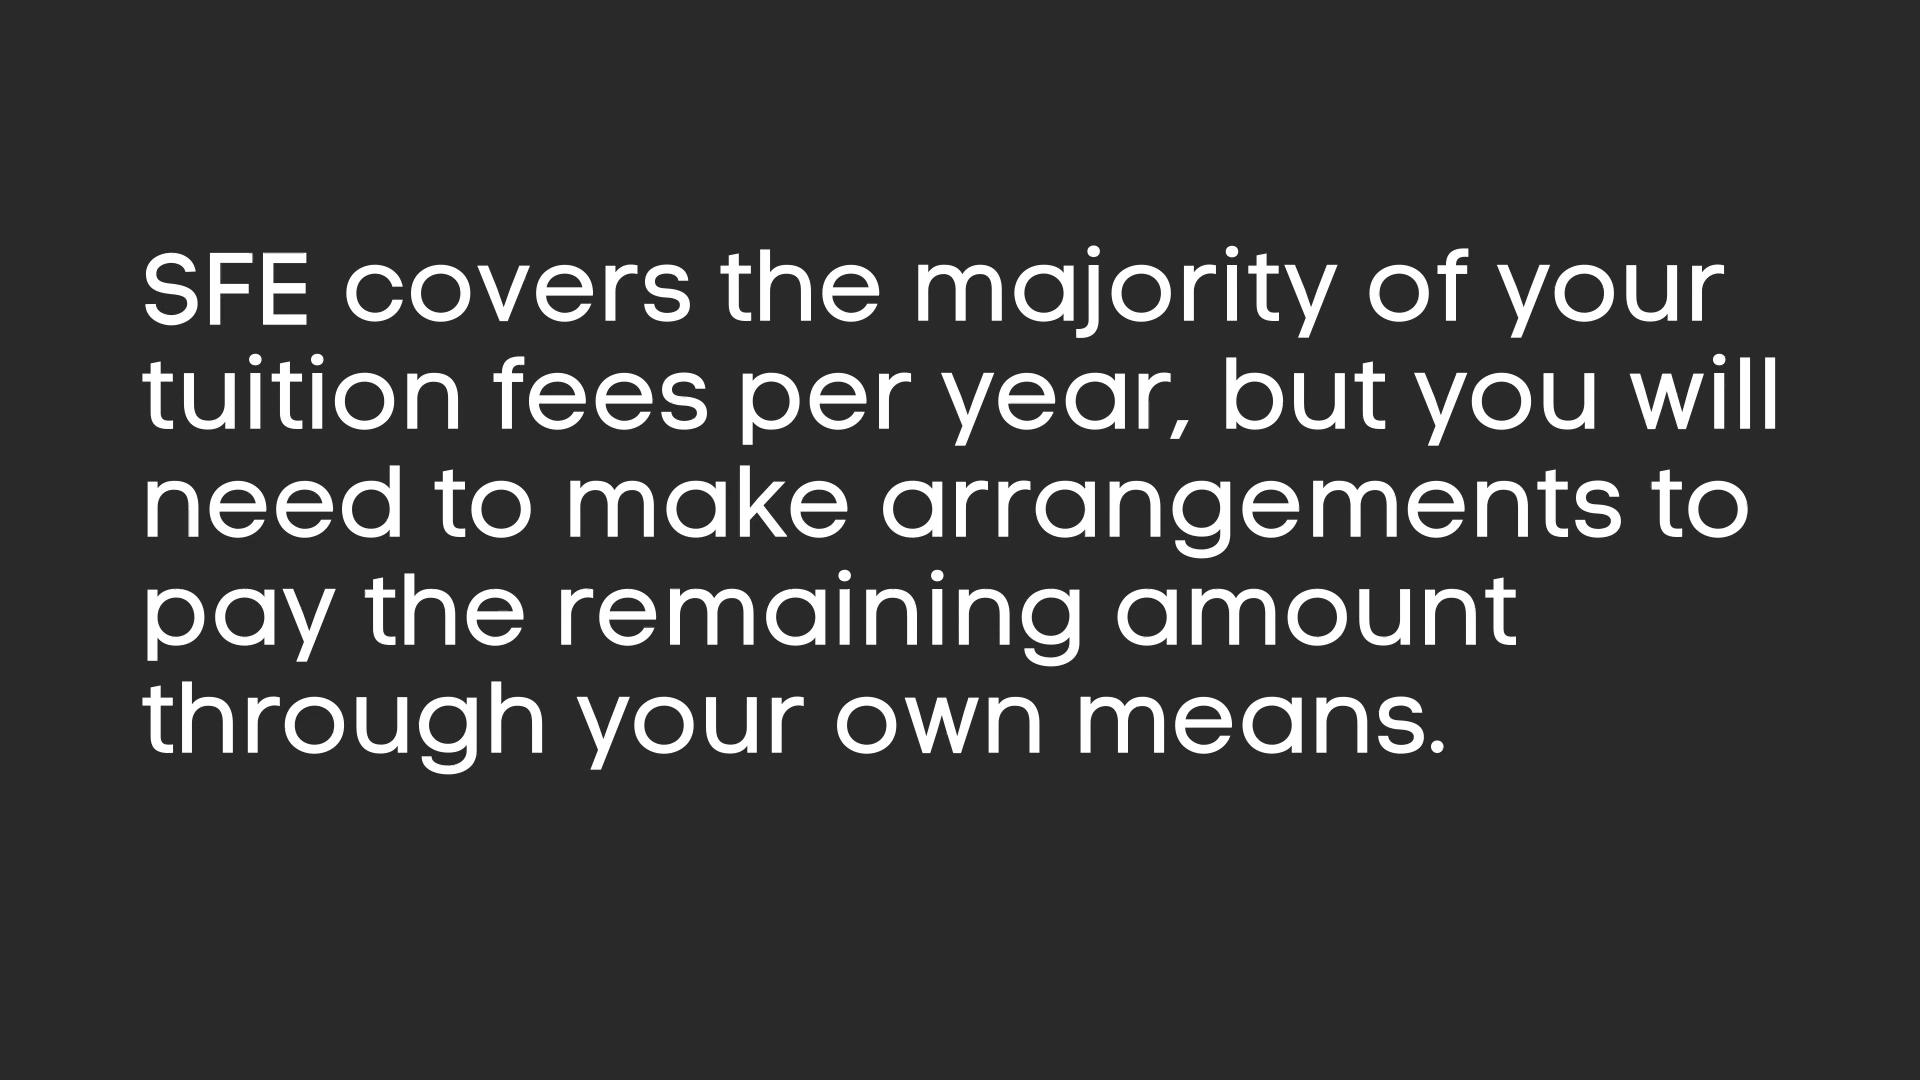 SFE covers the majority of your
tuition fees per year, but you will
need to make arrangements to
pay the remaining amount
through your own means.